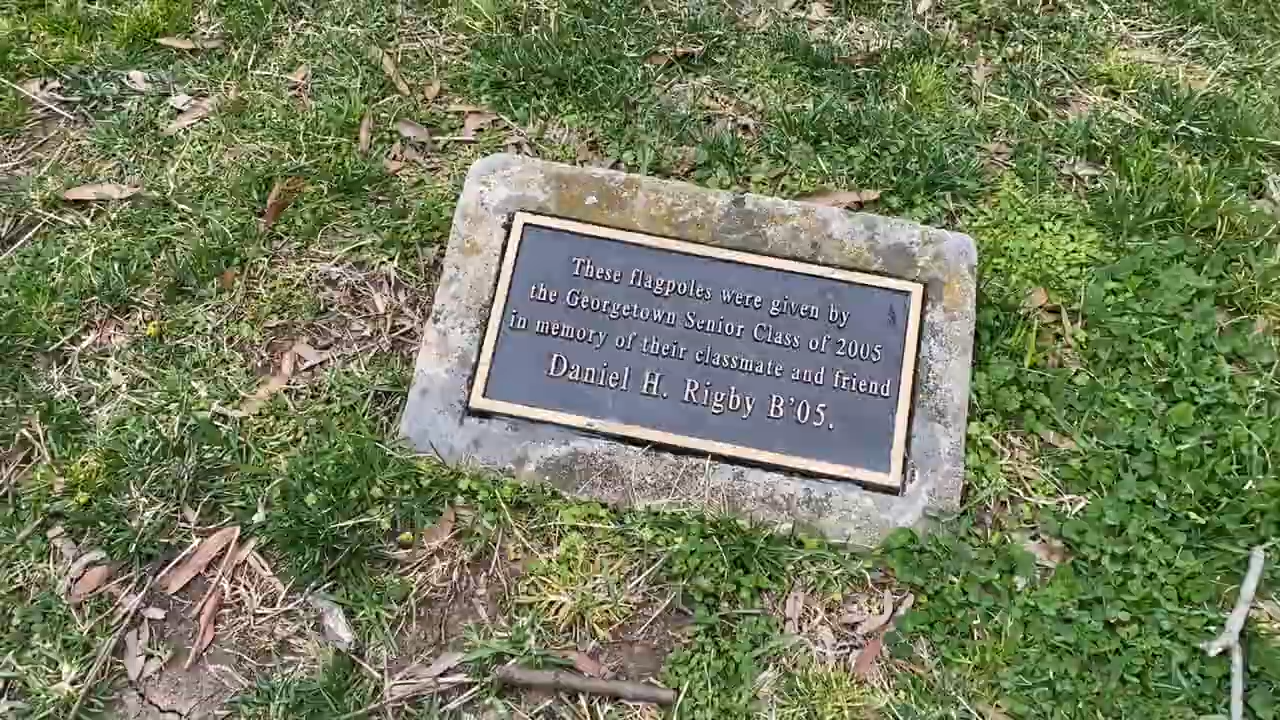 These flagpoles were given by
the Georgetown Senior Class of 2005
in memory of their classmate and friend
Daniel H. Rigby B'05.